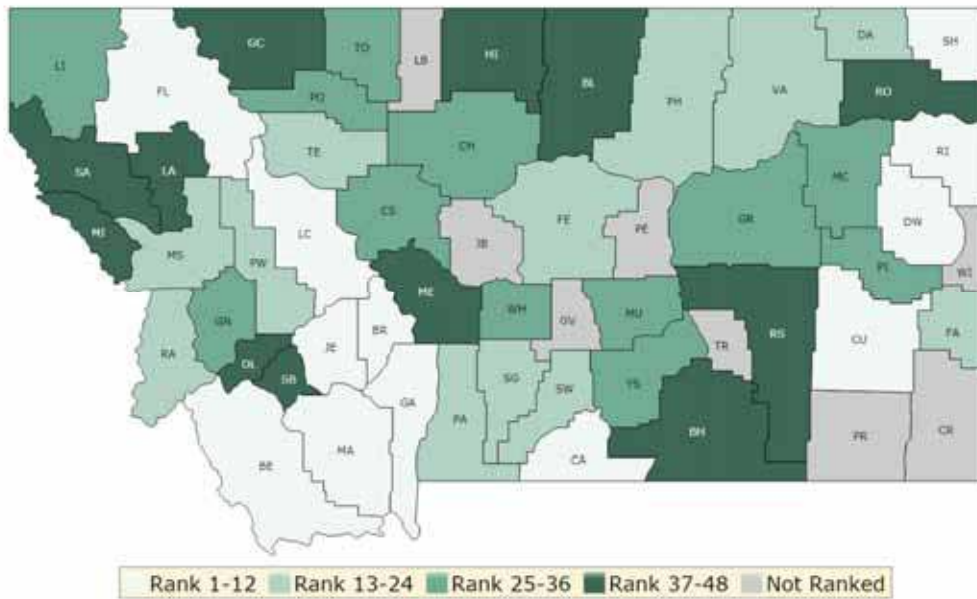 GC
TO
LB
HI
BL
DA
SH
LI
FL
PO
PH
VA
RO
TE
CH
SA
LA
MC
RI
CS
JB
FE
PE
GR
DW
MI
MS
PW
LC
PI
WI
ME
WH
GV
MU
RS
TR
CU
FA
RA
GN
DL
SB
JE
BR
GA
PA
SG
SW
YS
BH
PR
CR
BE
MA
CA
Rank 1-12 Rank 13-24 Rank 25-36 Rank 37-48 Not Ranked